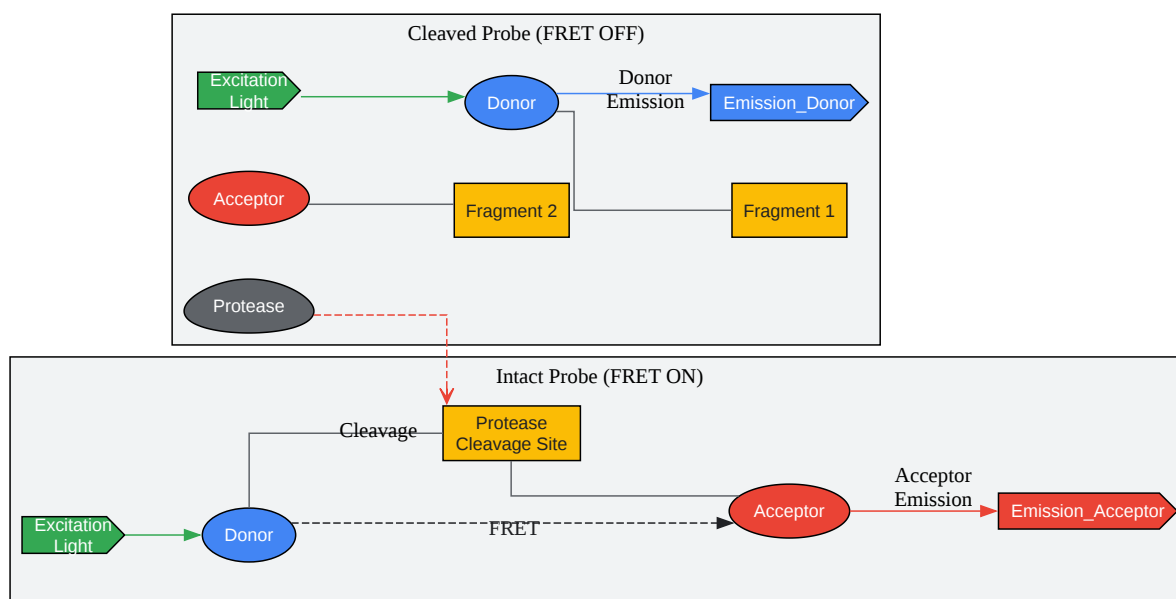 Cleaved Probe (FRET OFF)
Excitation
Light
Donor
Donor
Emission
Emission_Donor
Acceptor
Fragment 2
Fragment 1
Protease
Intact Probe (FRET ON)
Cleavage
Protease
Cleavage Site
Excitation
Light
Donor
FRET
Acceptor
Acceptor
Emission
Emission_Acceptor